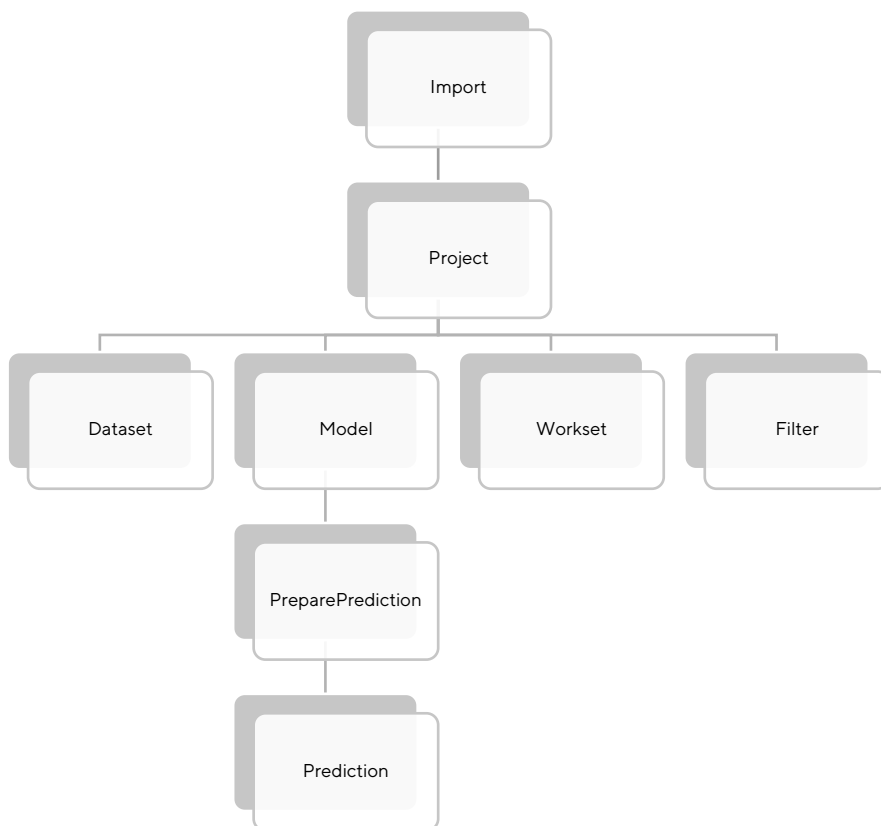 Import
Project
Dataset
Model
Workset
Filter
PreparePrediction
Prediction